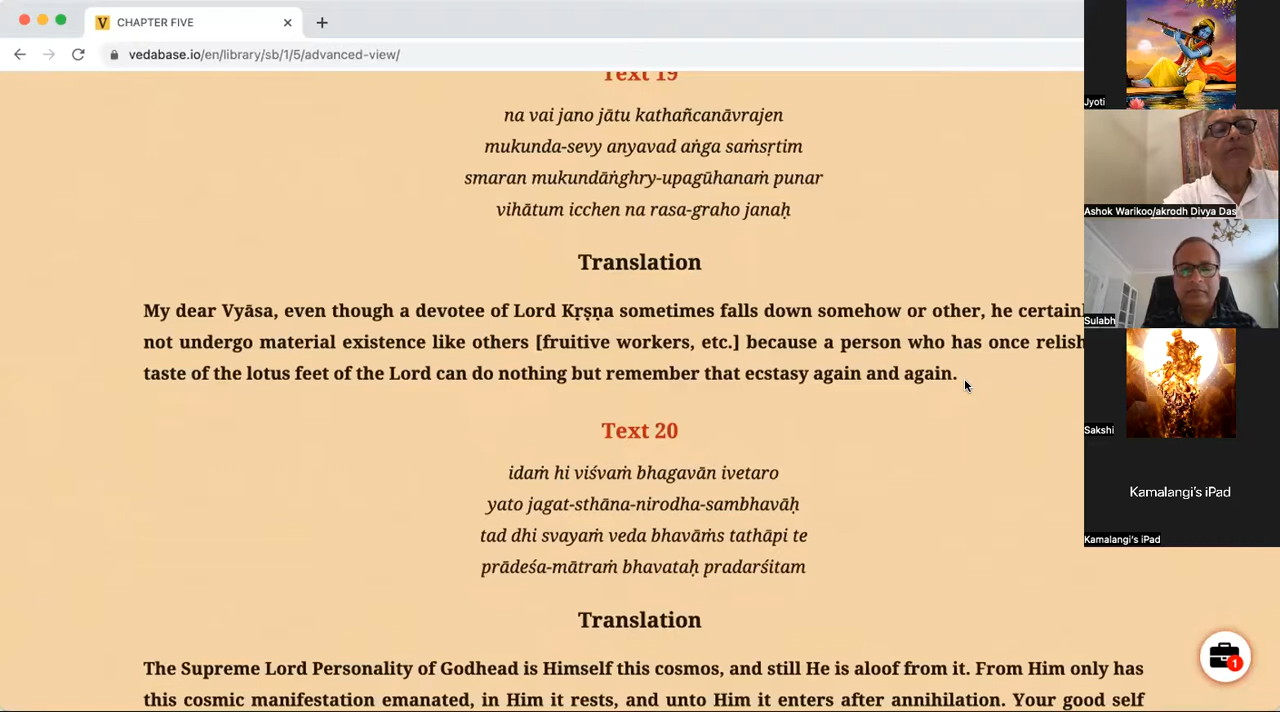 CHAPTER FIVE
vedabase.io/en/library/sb/1/5/advanced-view/
Text 19
na vai jano jātu kathañcanāvrajen
mukunda-sevy anyavad aṅga saṁsṛtim
smaran mukundāṅghry-upagūhanaṁ punar
vihātum icchen na rasa-graho janaḥ
Translation
My dear Vyāsa, even though a devotee of Lord Kṛṣṇa sometimes falls down somehow or other, he certainl
not undergo material existence like others [fruitive workers, etc.] because a person who has once relish
taste of the lotus feet of the Lord can do nothing but remember that ecstasy again and again.
Text 20
idaṁ hi viśvaṁ bhagavān ivetaro
yato jagat-sthāna-nirodha-sambhavāḥ
tad dhi svayaṁ veda bhavāṁs tathāpi te
prādeśa-mātraṁ bhavataḥ pradarśitam
Translation
The Supreme Lord Personality of Godhead is Himself this cosmos, and still He is aloof from it. From Him only has
this cosmic manifestation emanated, in Him it rests, and unto Him it enters after annihilation. Your good self
1
Jyoti
Ashok Warikoo/akrodh Divya Das
Sulabh
Sakshi
Kamalangi's iPad
Kamalangi's iPad